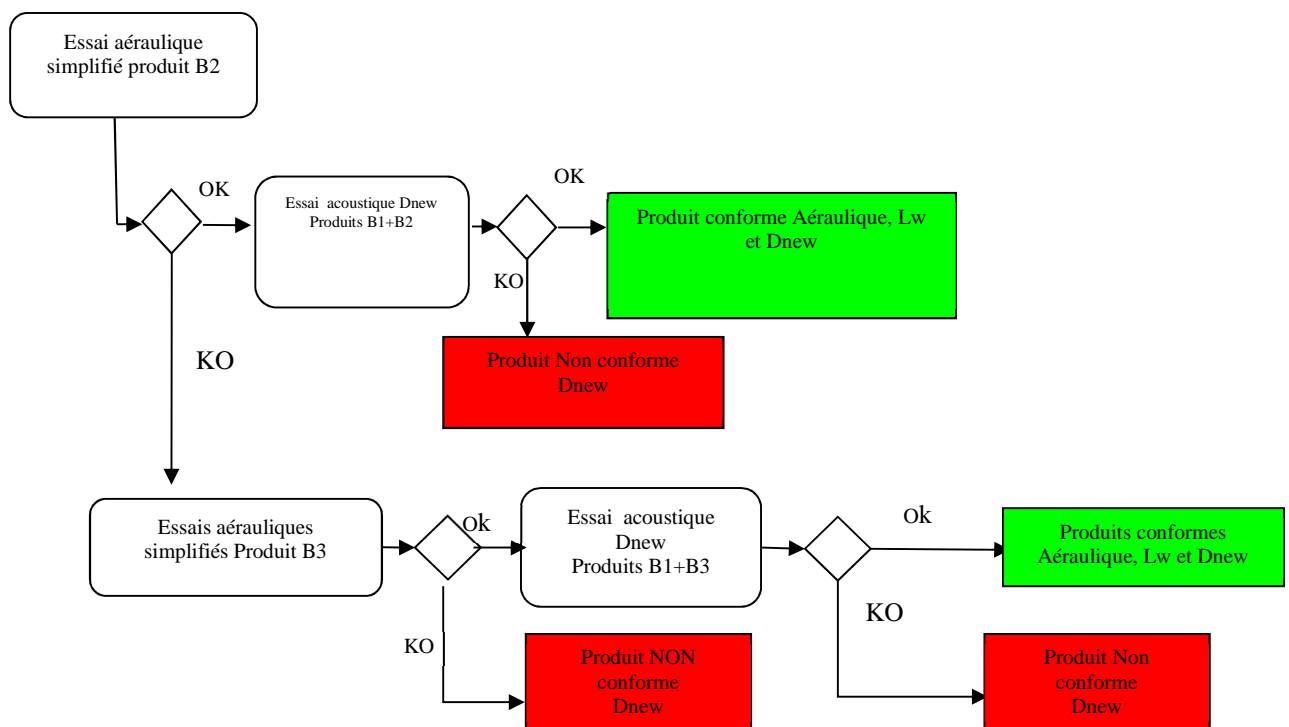 Essai aéraulique
simplifié produit B2
OK
Essai acoustique Dnew
Produits B1+B2
OK
Produit conforme Aéraulique, Lw
et Dnew
KO
Produit Non conforme
Dnew
KO
Essais aérauliques
simplifiés Produit B3
Ok
Essai acoustique
Dnew
Produits B1+B3
Ok
Produits conformes
Aéraulique, Lw et Dnew
KO
Produit NON
conforme
Dnew
KO
Produit Non
conforme
Dnew